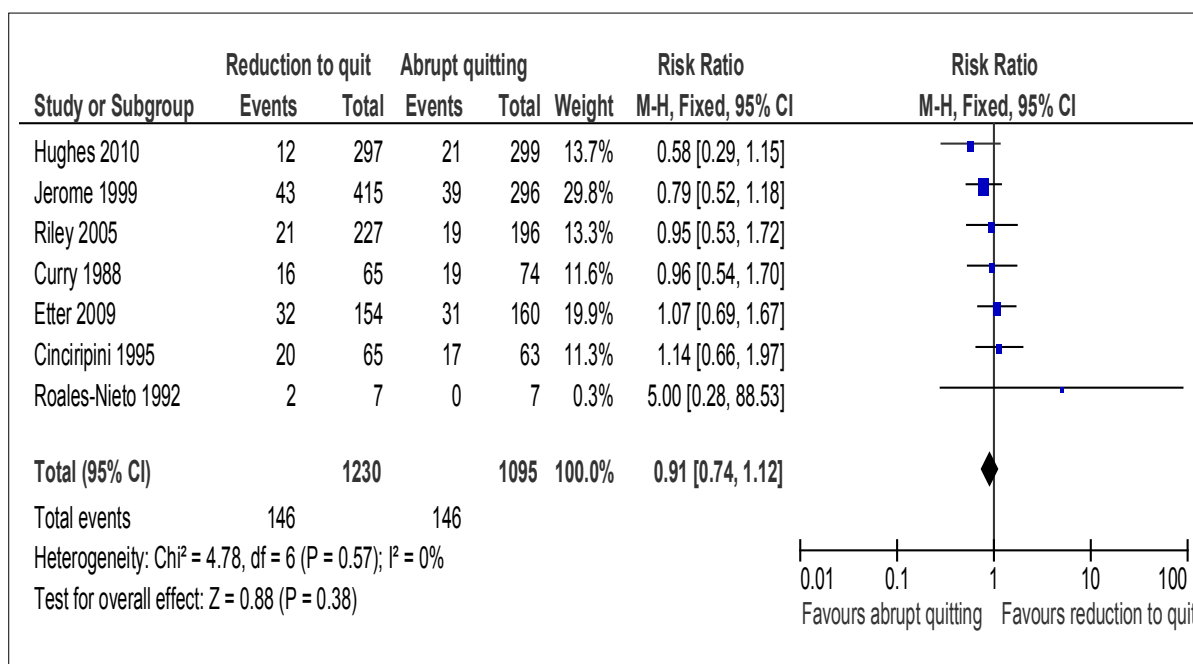 Reduction to quit Abrupt quitting Risk Ratio Risk Ratio
Study or Subgroup Events Total Events Total Weight M-H, Fixed, 95% CI M-H, Fixed, 95% CI
Hughes 2010 12 297 21 299 13.7% 0.58 [0.29, 1.15]
Jerome 1999 43 415 39 296 29.8% 0.79 [0.52, 1.18]
Riley 2005 21 227 19 196 13.3% 0.95 [0.53, 1.72]
Curry 1988 16 65 19 74 11.6% 0.96 [0.54, 1.70]
Etter 2009 32 154 31 160 19.9% 1.07 [0.69, 1.67]
Cinciripini 1995 20 65 17 63 11.3% 1.14 [0.66, 1.97]
Roales-Nieto 1992 2 7 0 7 0.3% 5.00 [0.28, 88.53]
Total (95% CI) 1230 1095 100.0% 0.91 [0.74, 1.12]
Total events 146 146
Heterogeneity: Chi² = 4.78, df = 6 (P = 0.57); I² = 0%
Test for overall effect: Z = 0.88 (P = 0.38)
0.01 0.1 1 10 100
Favours abrupt quitting Favours reduction to quit